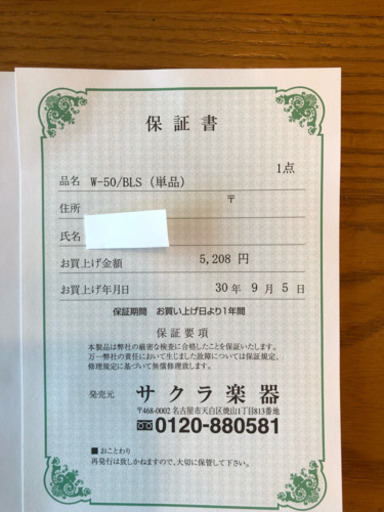 保証書
1点
品名 W-50/BLS (単品)
住所 〒
氏名
お買上げ金額 5,208 円
お買上げ年月日 30年 9月 5日
保証期間 お買い上げ日より1年間
保証要項
本製品は弊社の厳密な検査に合格したことを保証いたします。
万一弊社の責任において生じました故障については保証規定、
修理規定に基づいて無償修理致します。
発売元 サクラ楽器
〒468-0002 名古屋市天白区焼山1丁目813番地
0120-880581
■おことわり
再発行は致しかねますので、大切に保管して下さい。